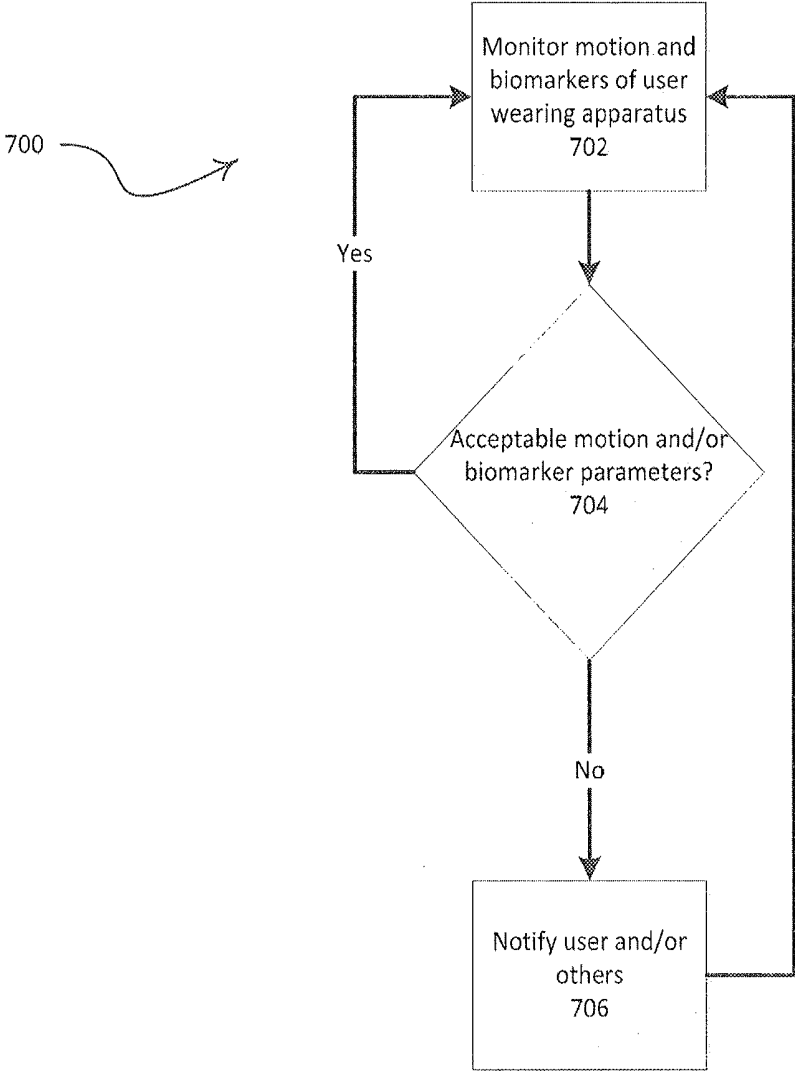 Monitor motion and
biomarkers of user
wearing apparatus
702
700
Yes
Acceptable motion and/or
biomarker parameters?
704
No
Notify user and/or
others
706